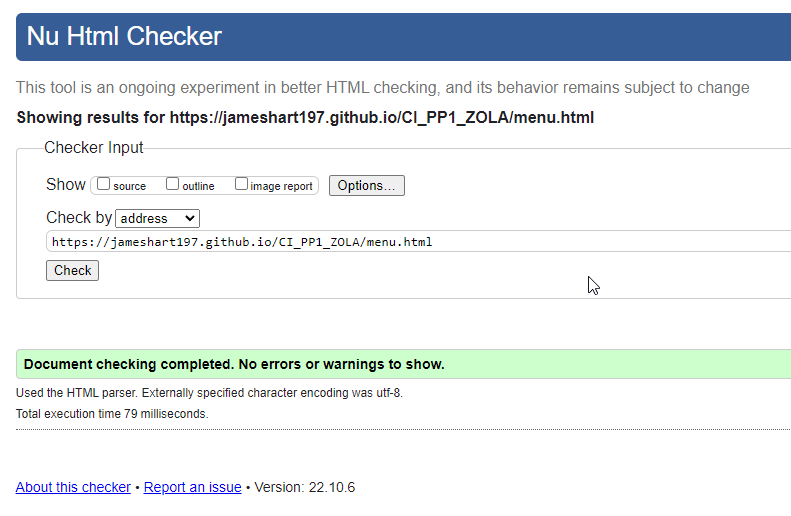 Nu Html Checker
This tool is an ongoing experiment in better HTML checking, and its behavior remains subject to change
Showing results for https://jameshart197.github.io/CI_PP1_ZOLA/menu.html
Checker Input
Show source outline image report Options...
Check by address
https://jameshart197.github.io/CI_PP1_ZOLA/menu.html
Check
Document checking completed. No errors or warnings to show.
Used the HTML parser. Externally specified character encoding was utf-8.
Total execution time 79 milliseconds.
About this checker • Report an issue • Version: 22.10.6